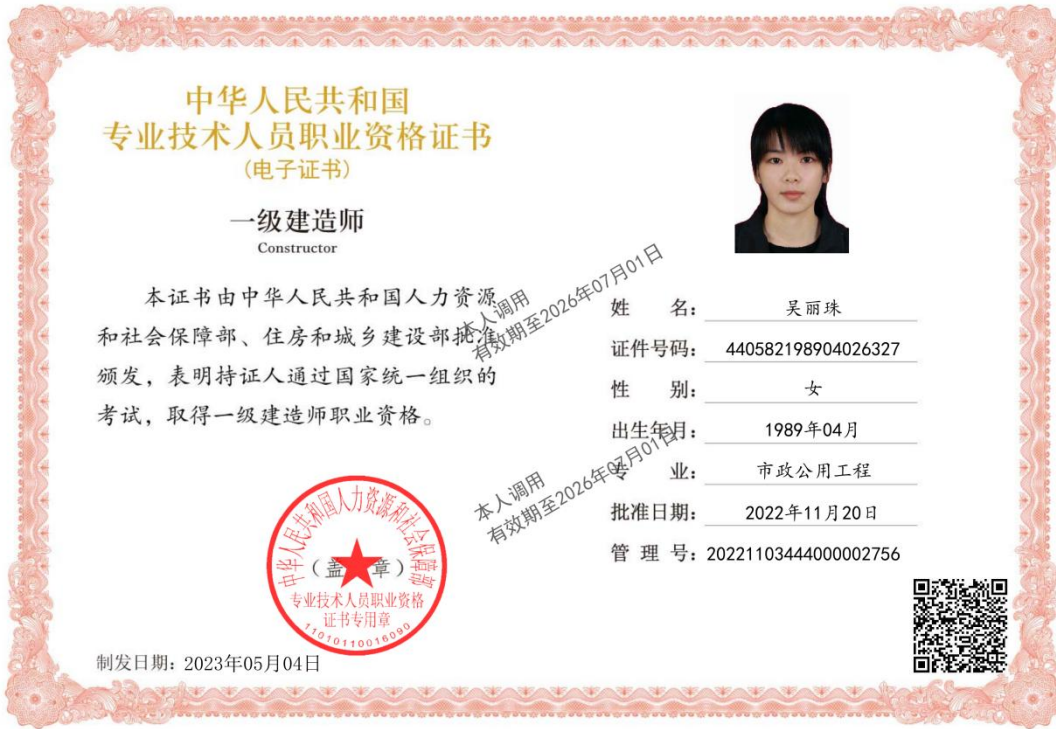 中华人民共和国
专业技术人员职业资格证书
(电子证书)
一级建造师
Constructor
本证书由中华人民共和国人力资源
和社会保障部、住房和城乡建设部批准
颁发，表明持证人通过国家统一组织的
考试，取得一级建造师职业资格。
本人调用
有效期至2026年07月01日
姓 名: 吴丽珠
证件号码: 440582198904026327
性 别: 女
出生年月: 1989年04月
专 业: 市政公用工程
批准日期: 2022年11月20日
管 理 号: 20221103444000002756
本人调用
有效期至2026年07月01日
中华人民共和国人力资源和社会保障部
(盖 章)
专业技术人员职业资格
证书专用章
11010110016090
制发日期: 2023年05月04日